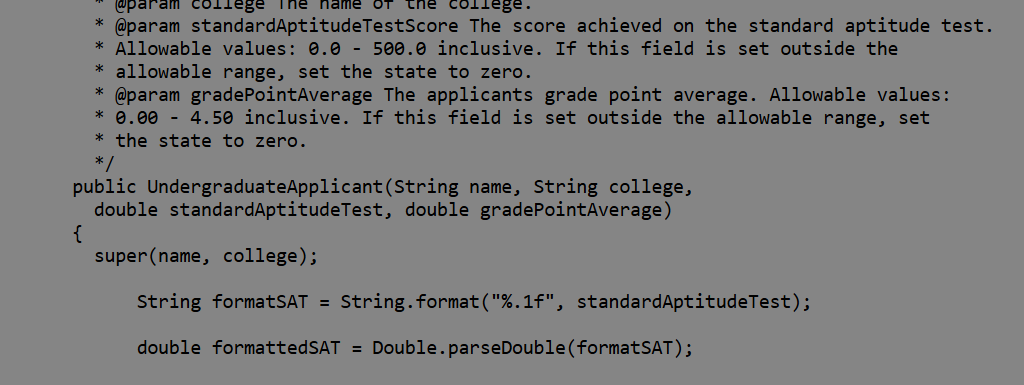 * @param college The name of the college.
* @param standardAptitudeTestScore The score achieved on the standard aptitude test.
* Allowable values: 0.0 - 500.0 inclusive. If this field is set outside the
* allowable range, set the state to zero.
* @param gradePointAverage The applicants grade point average. Allowable values:
* 0.00 - 4.50 inclusive. If this field is set outside the allowable range, set
* the state to zero.
*/
public UndergraduateApplicant(String name, String college,
double standardAptitudeTest, double gradePointAverage)
{
super(name, college);
String formatSAT = String.format("%.1f", standardAptitudeTest);
double formattedSAT = Double.parseDouble(formatSAT);